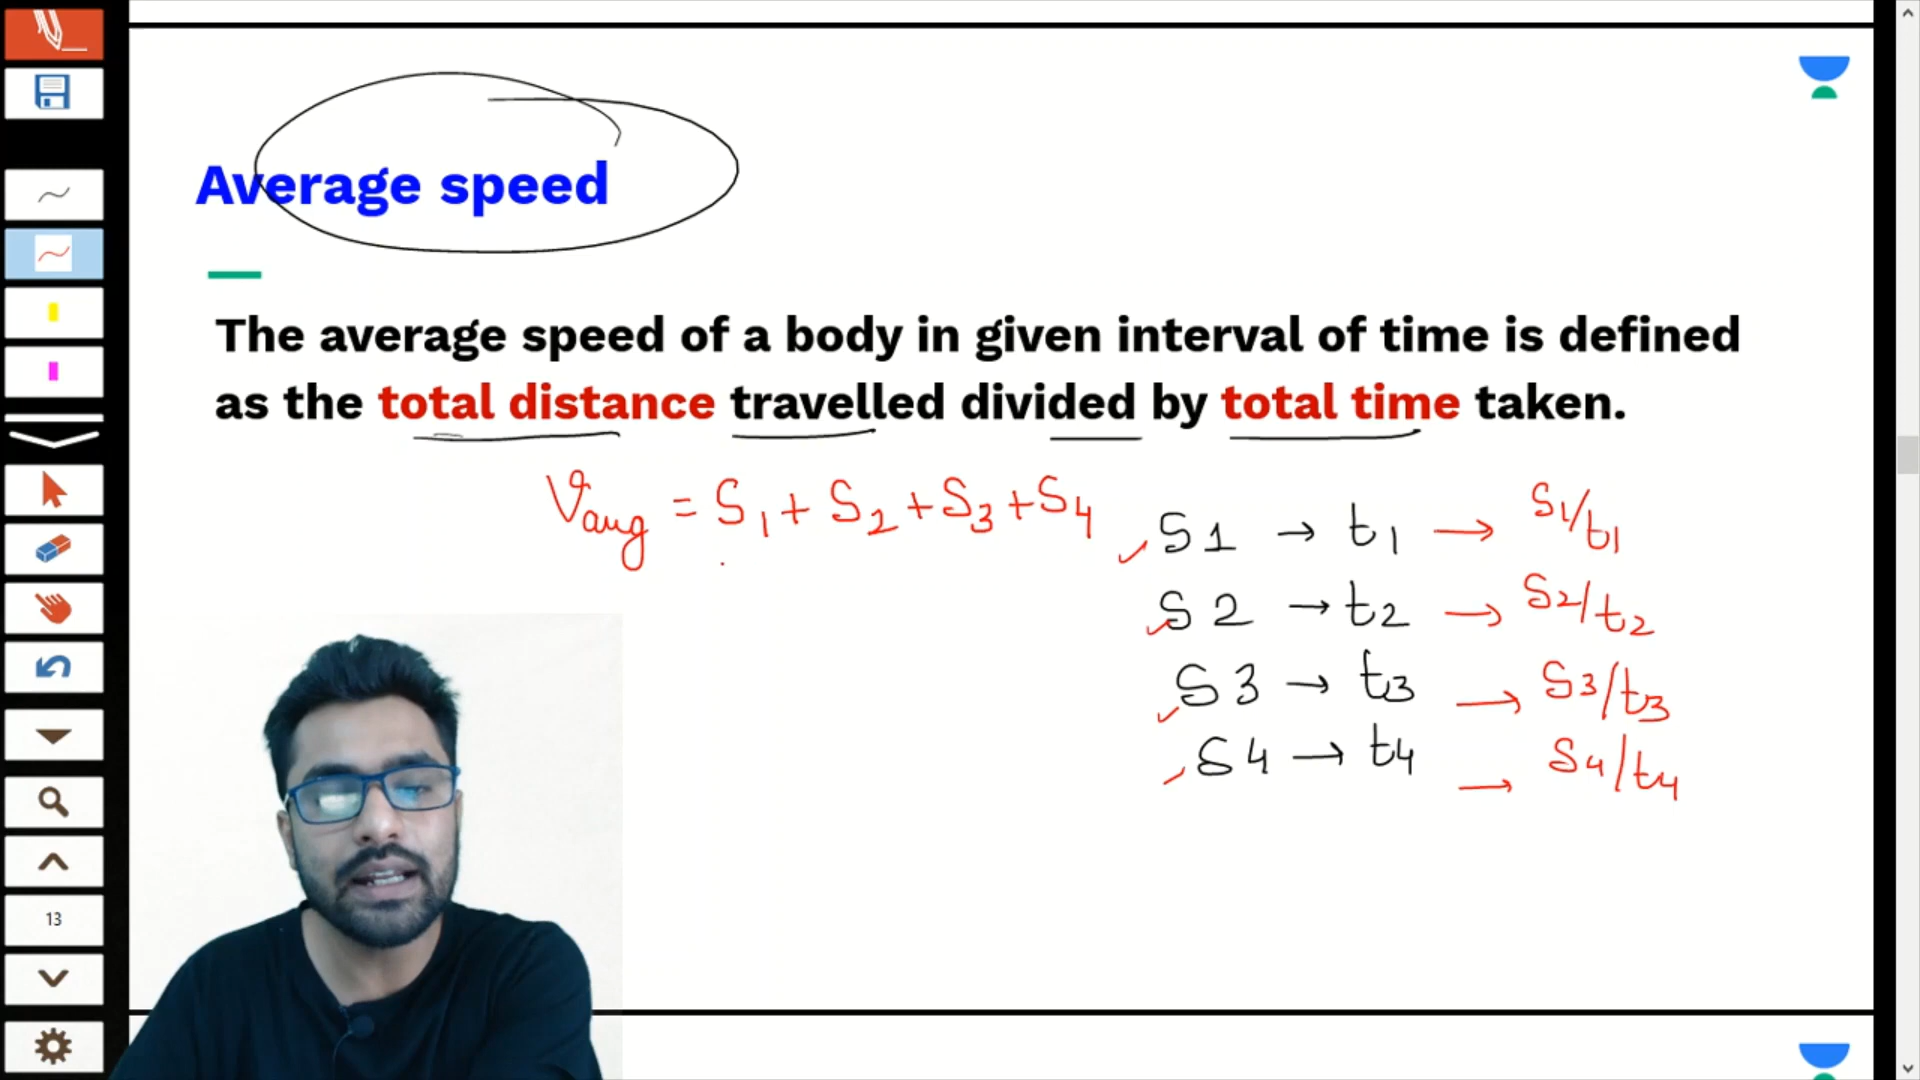 Average speed
The average speed of a body in given interval of time is defined
as the total distance travelled divided by total time taken.
Vavg = S1 + S2 + S3 + S4
S1 → t1 → S1/t1
S2 → t2 → S2/t2
S3 → t3 → S3/t3
S4 → t4 → S4/t4
13